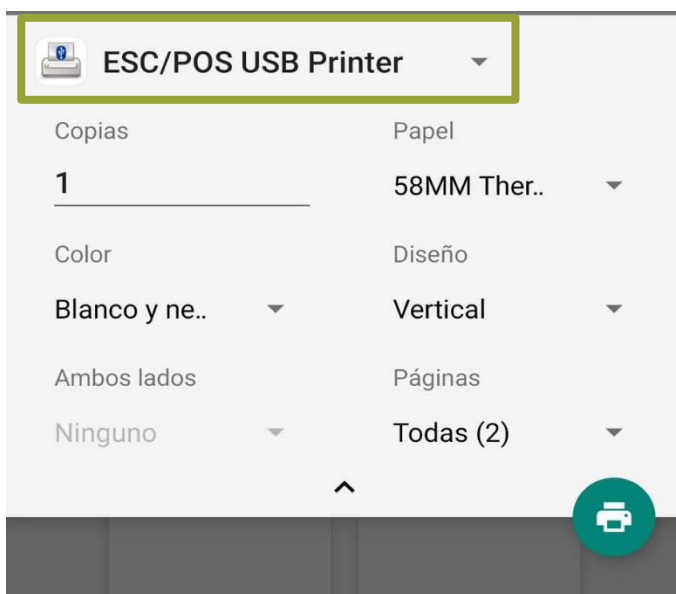 ESC/POS USB Printer
Copias
Papel
1
58MM Ther..
Color
Diseño
Blanco y ne..
Vertical
Ambos lados
Páginas
Ninguno
Todas (2)